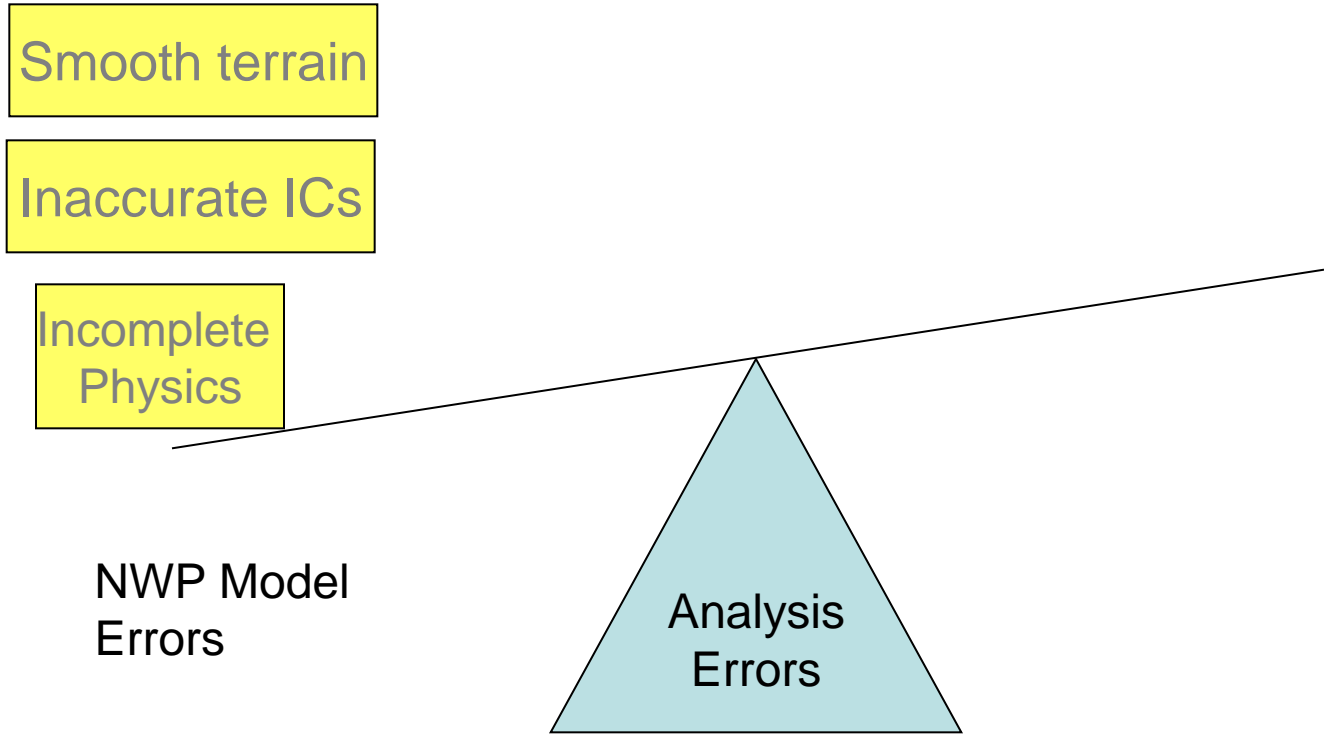 Smooth terrain
Inaccurate ICs
Incomplete
Physics
NWP Model
Errors
Analysis
Errors